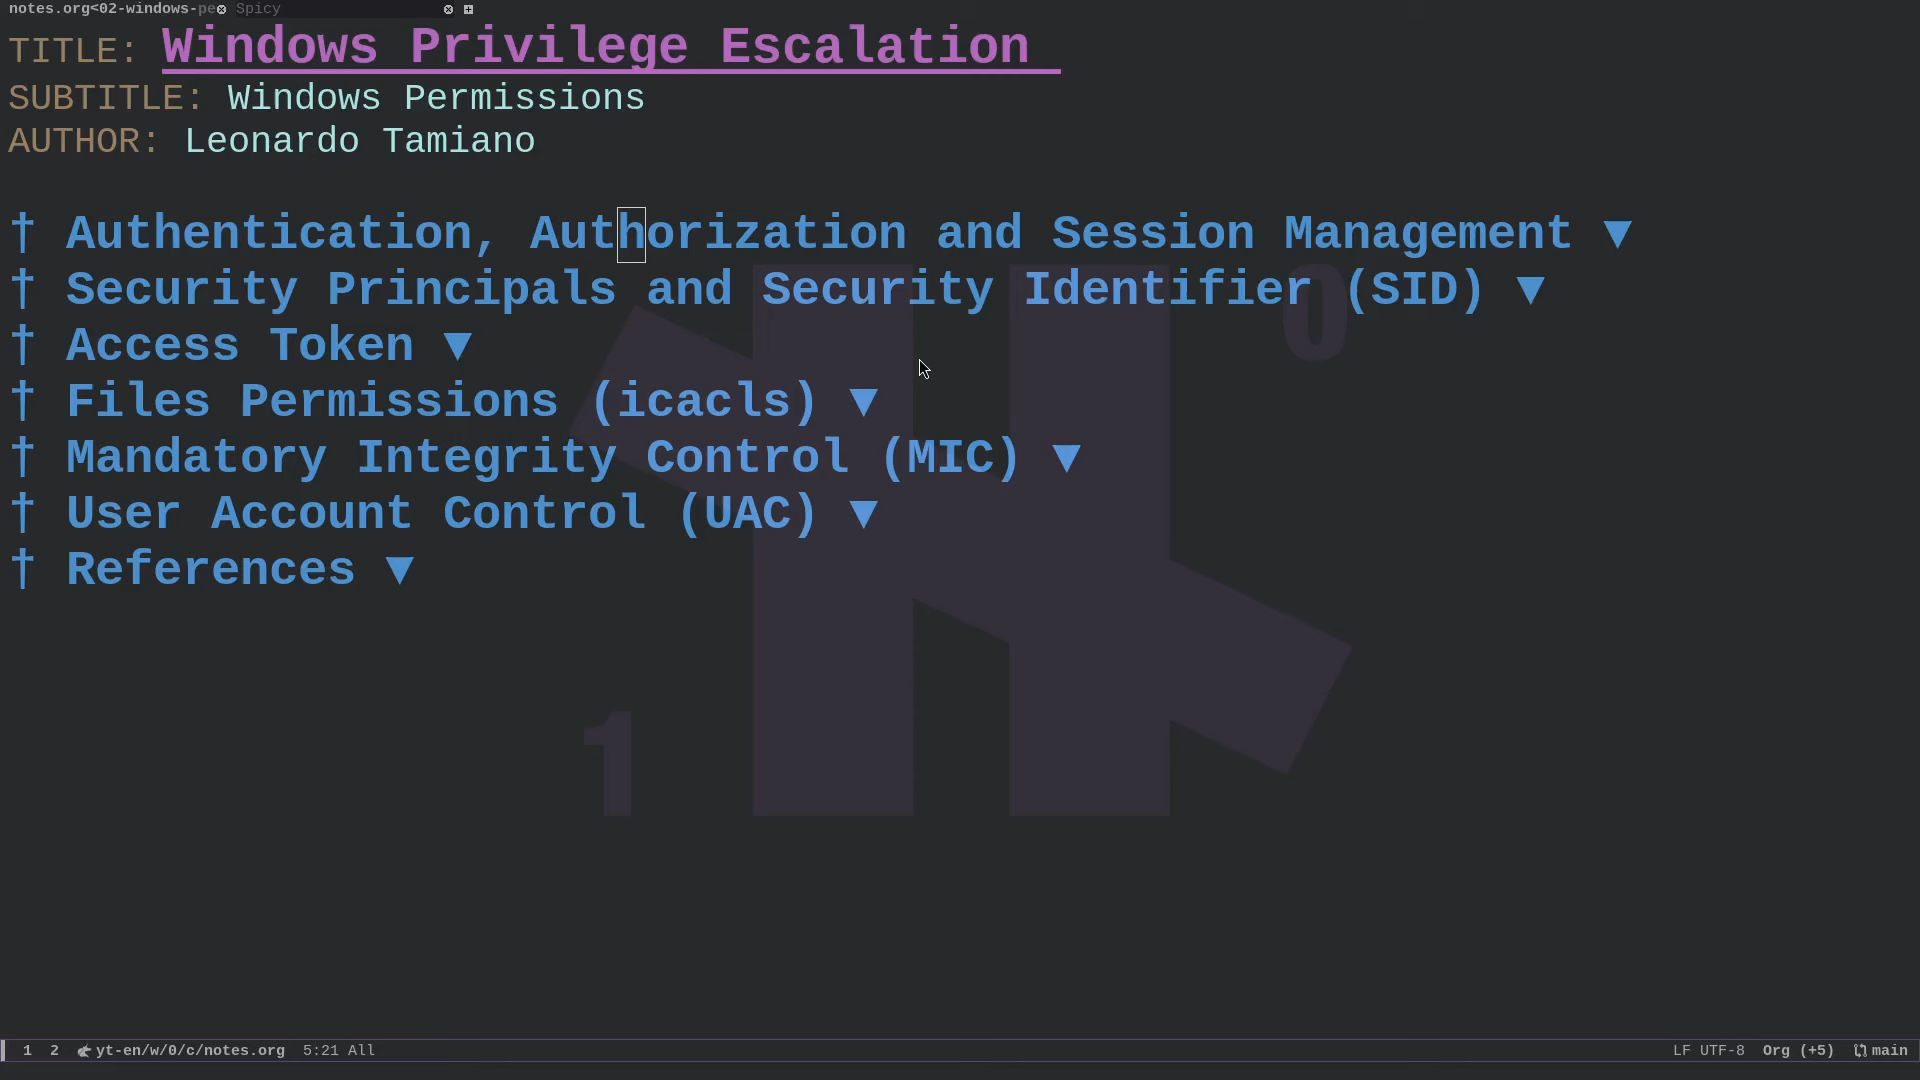 notes.org<02-windows-pe Spicy
TITLE: Windows Privilege Escalation
SUBTITLE: Windows Permissions
AUTHOR: Leonardo Tamiano
† Authentication, Authorization and Session Management ▼
† Security Principals and Security Identifier (SID) ▼
† Access Token ▼
† Files Permissions (icacls) ▼
† Mandatory Integrity Control (MIC) ▼
† User Account Control (UAC) ▼
† References ▼
0
1
1 2 yt-en/w/0/c/notes.org 5:21 All LF UTF-8 Org (+5) main